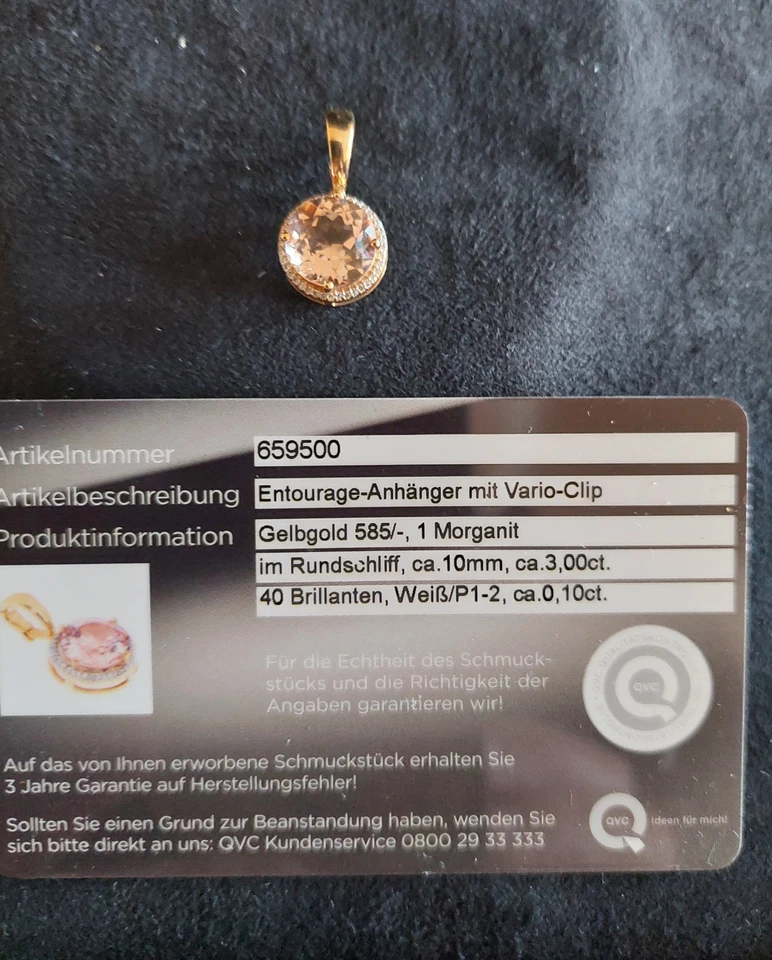 Artikelnummer 659500
Artikelbeschreibung Entourage-Anhänger mit Vario-Clip
Produktinformation Gelbgold 585/-, 1 Morganit
im Rundschliff, ca.10mm, ca.3,00ct.
40 Brillanten, Weiß/P1-2, ca.0,10ct.
Für die Echtheit des Schmuck-
stücks und die Richtigkeit der
Angaben garantieren wir!
QVC
Auf das von Ihnen erworbene Schmuckstück erhalten Sie
3 Jahre Garantie auf Herstellungsfehler!
Sollten Sie einen Grund zur Beanstandung haben, wenden Sie
sich bitte direkt an uns: QVC Kundenservice 0800 29 33 333
QVC Ideen für mich!